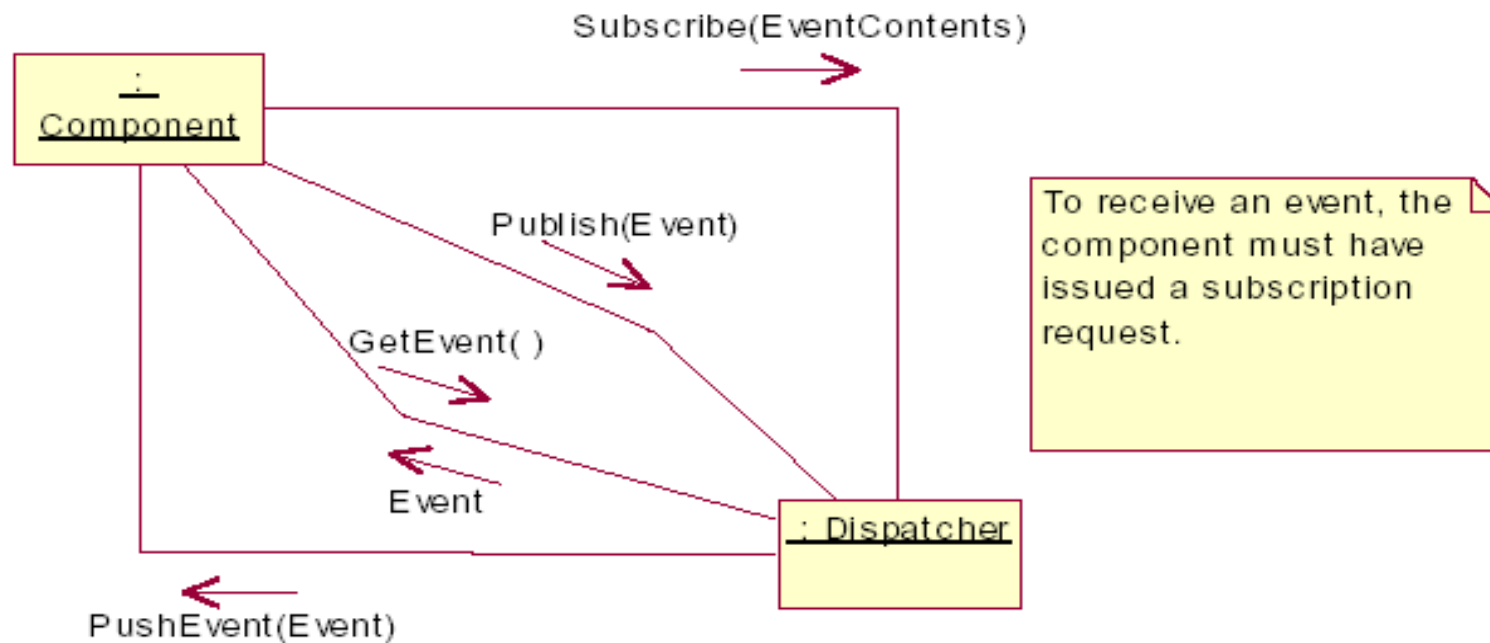 Subscribe(EventContents)
:
Component
To receive an event, the
component must have
issued a subscription
request.
Publish(Event)
GetEvent( )
Event
: Dispatcher
PushEvent(Event)